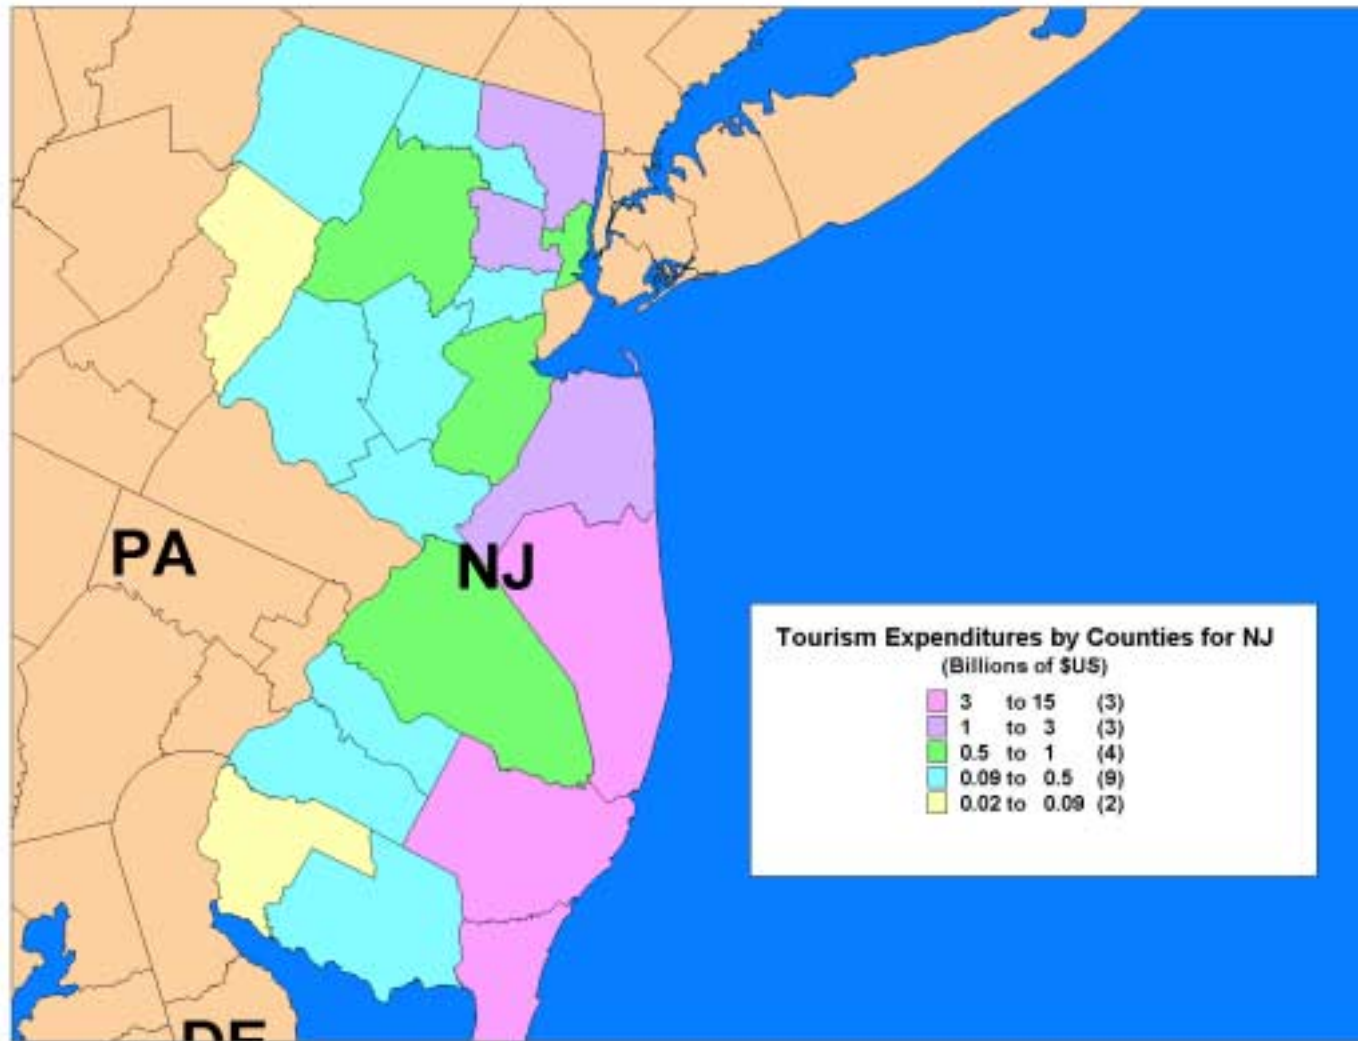 PA
NJ
Tourism Expenditures by Counties for NJ
(Billions of $US)
3 to 15 (3)
1 to 3 (3)
0.5 to 1 (4)
0.09 to 0.5 (9)
0.02 to 0.09 (2)
DE